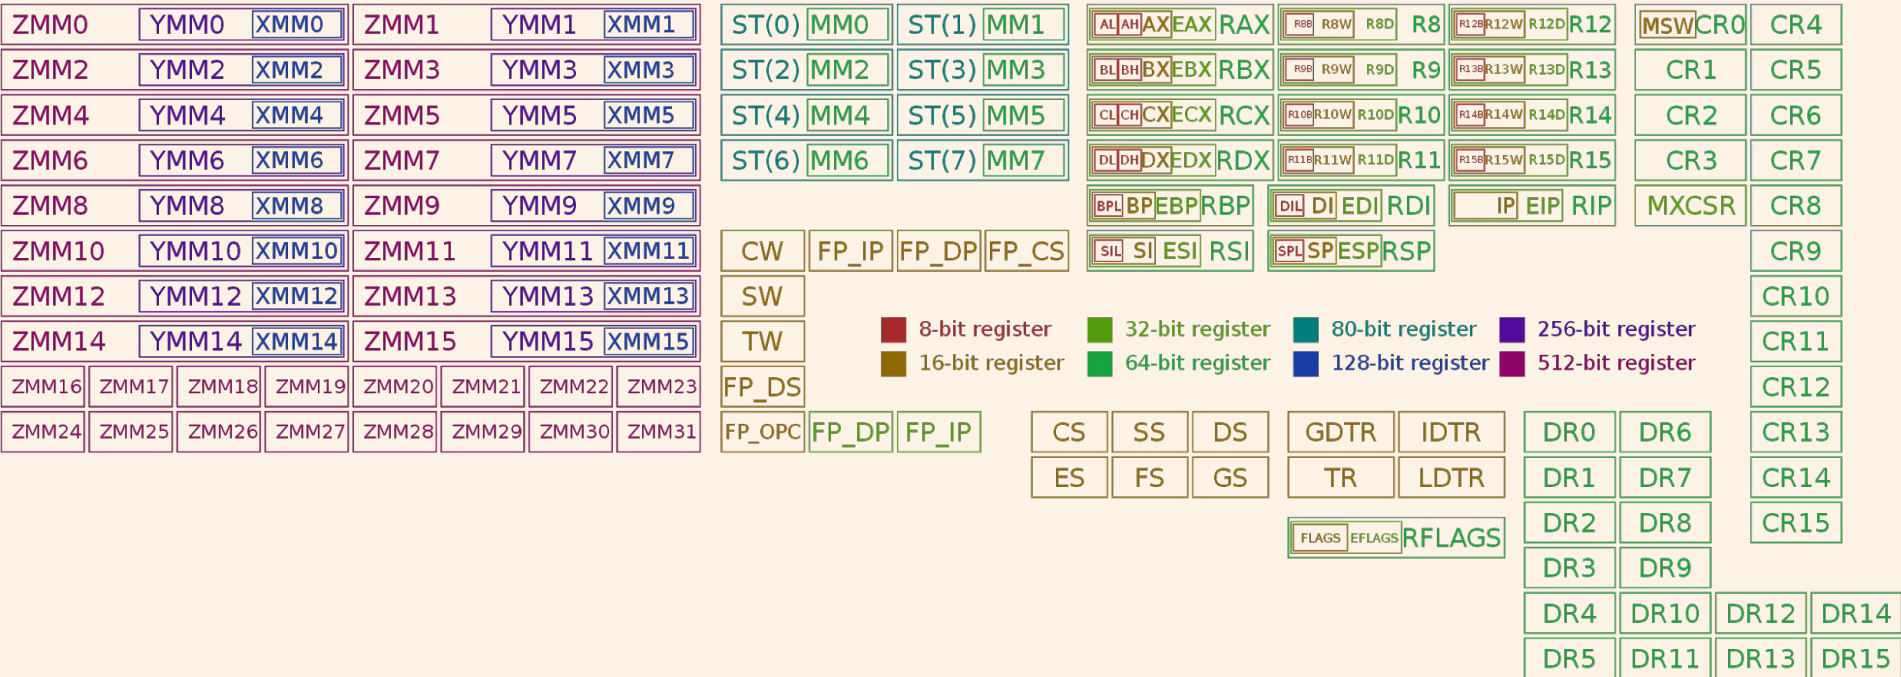 ZMM0 YMM0 XMM0 ZMM1 YMM1 XMM1 ST(0) MM0 ST(1) MM1 AL AH AX EAX RAX R8B R8W R8D R8 R12B R12W R12D R12 MSW CR0 CR4
ZMM2 YMM2 XMM2 ZMM3 YMM3 XMM3 ST(2) MM2 ST(3) MM3 BL BH BX EBX RBX R9B R9W R9D R9 R13B R13W R13D R13 CR1 CR5
ZMM4 YMM4 XMM4 ZMM5 YMM5 XMM5 ST(4) MM4 ST(5) MM5 CL CH CX ECX RCX R10B R10W R10D R10 R14B R14W R14D R14 CR2 CR6
ZMM6 YMM6 XMM6 ZMM7 YMM7 XMM7 ST(6) MM6 ST(7) MM7 DL DH DX EDX RDX R11B R11W R11D R11 R15B R15W R15D R15 CR3 CR7
ZMM8 YMM8 XMM8 ZMM9 YMM9 XMM9 BPL BP EBP RBP DIL DI EDI RDI IP EIP RIP MXCSR CR8
ZMM10 YMM10 XMM10 ZMM11 YMM11 XMM11 CW FP_IP FP_DP FP_CS SIL SI ESI RSI SPL SP ESP RSP CR9
ZMM12 YMM12 XMM12 ZMM13 YMM13 XMM13 SW CR10
8-bit register 32-bit register 80-bit register 256-bit register
ZMM14 YMM14 XMM14 ZMM15 YMM15 XMM15 TW CR11
16-bit register 64-bit register 128-bit register 512-bit register
ZMM16 ZMM17 ZMM18 ZMM19 ZMM20 ZMM21 ZMM22 ZMM23 FP_DS CR12
ZMM24 ZMM25 ZMM26 ZMM27 ZMM28 ZMM29 ZMM30 ZMM31 FP_OPC FP_DP FP_IP CS SS DS GDTR IDTR DR0 DR6 CR13
ES FS GS TR LDTR DR1 DR7 CR14
DR2 DR8 CR15
FLAGS EFLAGS RFLAGS
DR3 DR9
DR4 DR10 DR12 DR14
DR5 DR11 DR13 DR15